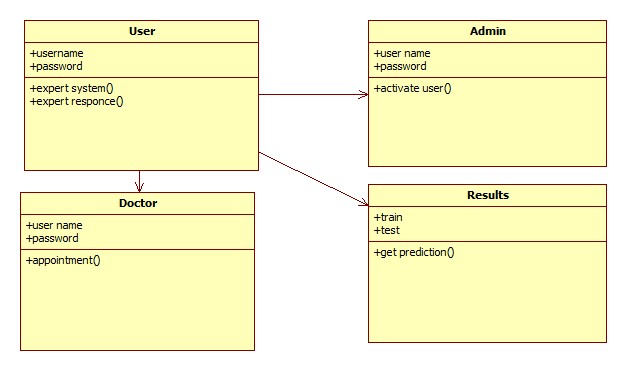 User
+username
+password
+expert system()
+expert responce()
Admin
+user name
+password
+activate user()
Doctor
+user name
+password
+appointment()
Results
+train
+test
+get prediction()